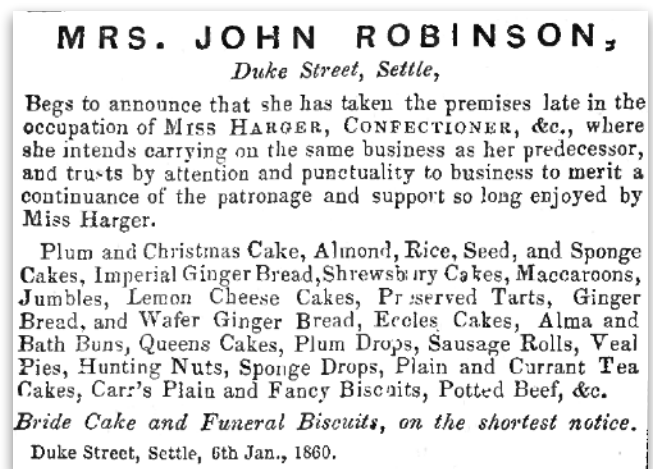 MRS. JOHN ROBINSON,
Duke Street, Settle,
Begs to announce that she has taken the premises late in the
occupation of MISS HARGER, CONFECTIONER, &c., where
she intends carrying on the same business as her predecessor,
and trusts by attention and punctuality to business to merit a
continuance of the patronage and support so long enjoyed by
Miss Harger.
Plum and Christmas Cake, Almond, Rice, Seed, and Sponge
Cakes, Imperial Ginger Bread, Shrewsbury Cakes, Maccaroons,
Jumbles, Lemon Cheese Cakes, Preserved Tarts, Ginger
Bread, and Wafer Ginger Bread, Eccles Cakes, Alma and
Bath Buns, Queens Cakes, Plum Drops, Sausage Rolls, Veal
Pies, Hunting Nuts, Sponge Drops, Plain and Currant Tea
Cakes, Carr's Plain and Fancy Biscuits, Potted Beef, &c.
Bride Cake and Funeral Biscuits, on the shortest notice.
Duke Street, Settle, 6th Jan., 1860.